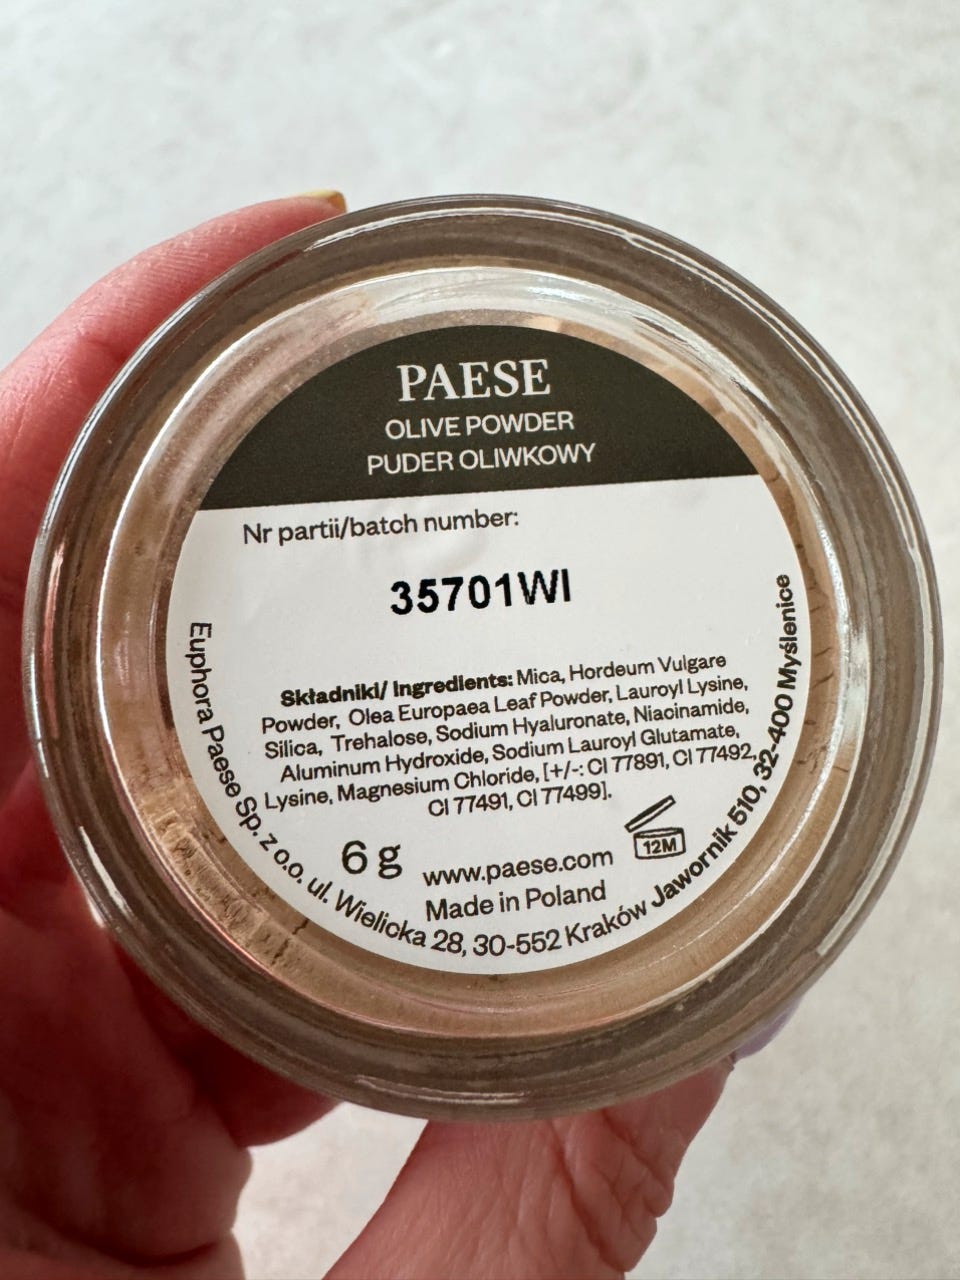 PAESE
OLIVE POWDER
PUDER OLIWKOWY
Nr partii/batch number:
35701WI
Składniki/ Ingredients: Mica, Hordeum Vulgare
Powder, Olea Europaea Leaf Powder, Lauroyl Lysine,
Silica, Trehalose, Sodium Hyaluronate, Niacinamide,
Aluminum Hydroxide, Sodium Lauroyl Glutamate,
Lysine, Magnesium Chloride, [+/-: CI 77891, CI 77492,
CI 77491, CI 77499].
6 g
12M
www.paese.com
Made in Poland
Euphora Paese Sp. z o.o. ul. Wielicka 28, 30-552 Kraków Jawornik 510, 32-400 Myślenice